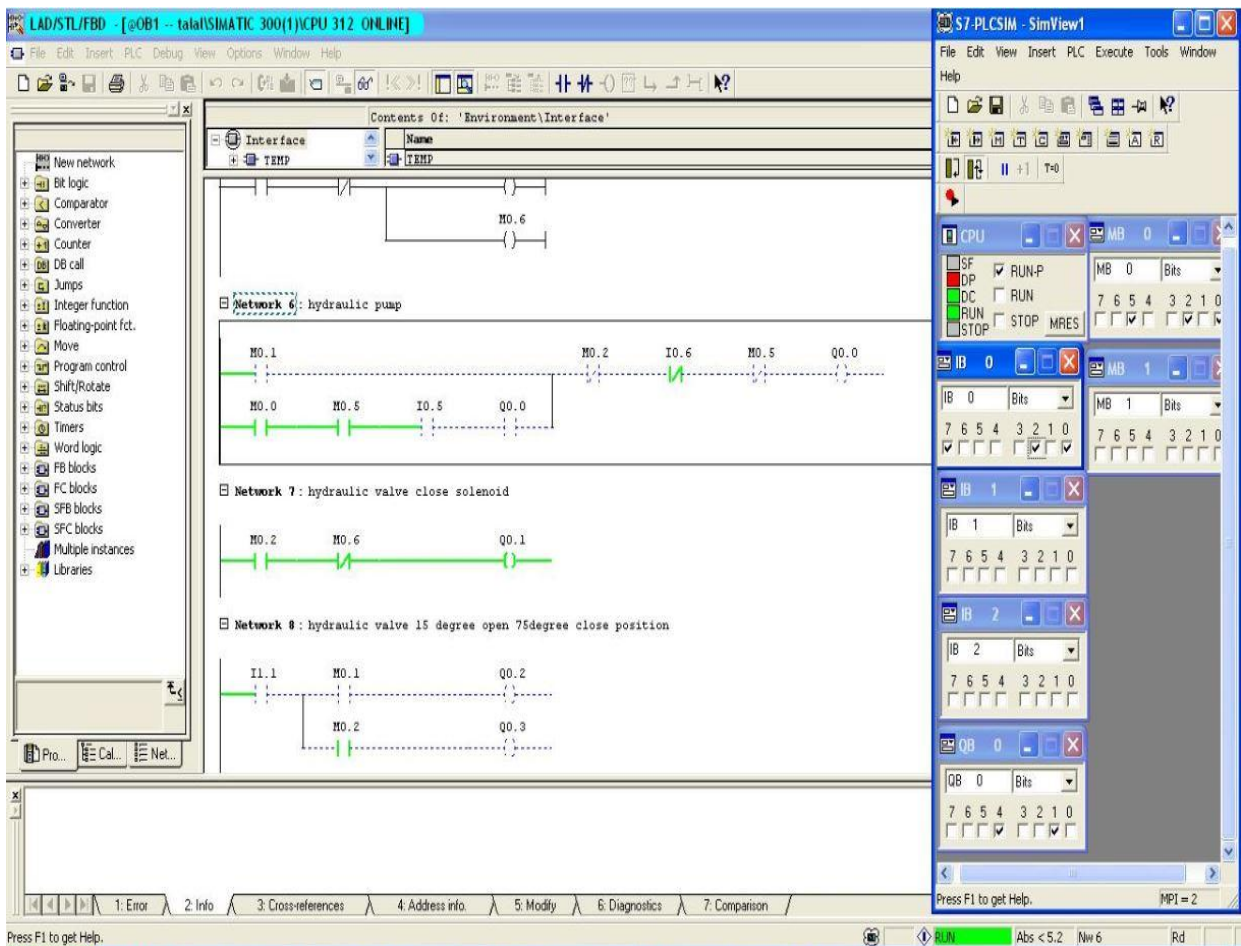 LAD/STL/FBD - [@OB1 -- talal\SIMATIC 300(1)\CPU 312 ONLINE]
File Edit Insert PLC Debug View Options Window Help
Contents Of: 'Environment\Interface'
Interface
TEMP
Name
TEMP
New network
Bit logic
Comparator
Converter
Counter
DB call
Jumps
Integer function
Floating-point fct.
Move
Program control
Shift/Rotate
Status bits
Timers
Word logic
FB blocks
FC blocks
SFB blocks
SFC blocks
Multiple instances
Libraries
Pro... Cal... Net...
M0.6
Network 6 : hydraulic pump
M0.1 M0.2 I0.6 M0.5 Q0.0
M0.0 M0.5 I0.5 Q0.0
Network 7 : hydraulic valve close solenoid
M0.2 M0.6 Q0.1
Network 8 : hydraulic valve 15 degree open 75degree close position
I1.1 M0.1 Q0.2
M0.2 Q0.3
1: Error 2: Info 3: Cross-references 4: Address info. 5: Modify 6: Diagnostics 7: Comparison
Press F1 to get Help.
RUN Abs < 5.2 Nw 6 Rd
S7-PLCSIM - SimView1
File Edit View Insert PLC Execute Tools Window
Help
+1 T=0
CPU
SF
DP
DC
RUN
STOP
RUN-P
RUN
STOP MRES
MB 0
MB 0 Bits
7 6 5 4 3 2 1 0
IB 0
IB 0 Bits
7 6 5 4 3 2 1 0
MB 1
MB 1 Bits
7 6 5 4 3 2 1 0
IB 1
IB 1 Bits
7 6 5 4 3 2 1 0
IB 2
IB 2 Bits
7 6 5 4 3 2 1 0
QB 0
QB 0 Bits
7 6 5 4 3 2 1 0
Press F1 to get Help. MPI = 2